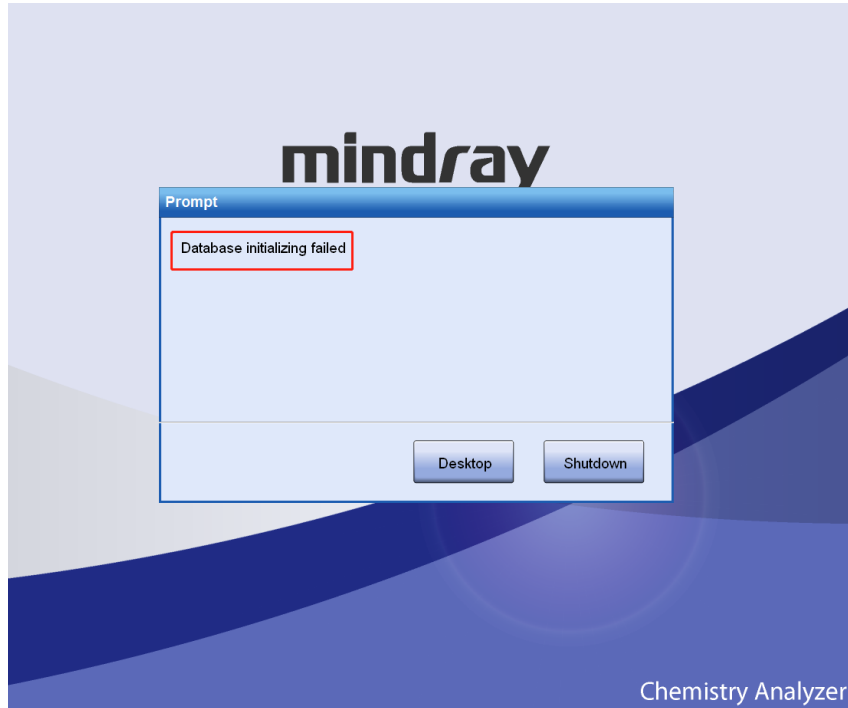 mindray
Prompt
Database initializing failed
Desktop
Shutdown
Chemistry Analyzer